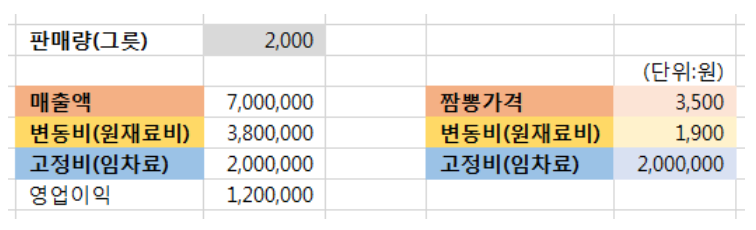 판매량(그릇) 2,000
(단위:원)
매출액 7,000,000 짬뽕가격 3,500
변동비(원재료비) 3,800,000 변동비(원재료비) 1,900
고정비(임차료) 2,000,000 고정비(임차료) 2,000,000
영업이익 1,200,000